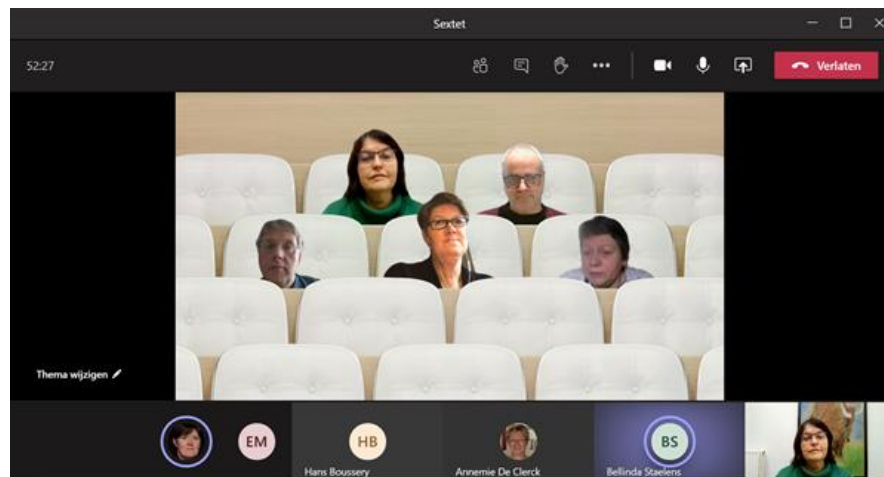 Sextet
52:27
Verlaten
Thema wijzigen
EM
HB
BS
Hans Boussery
Annemie De Clerck
Bellinda Staelens